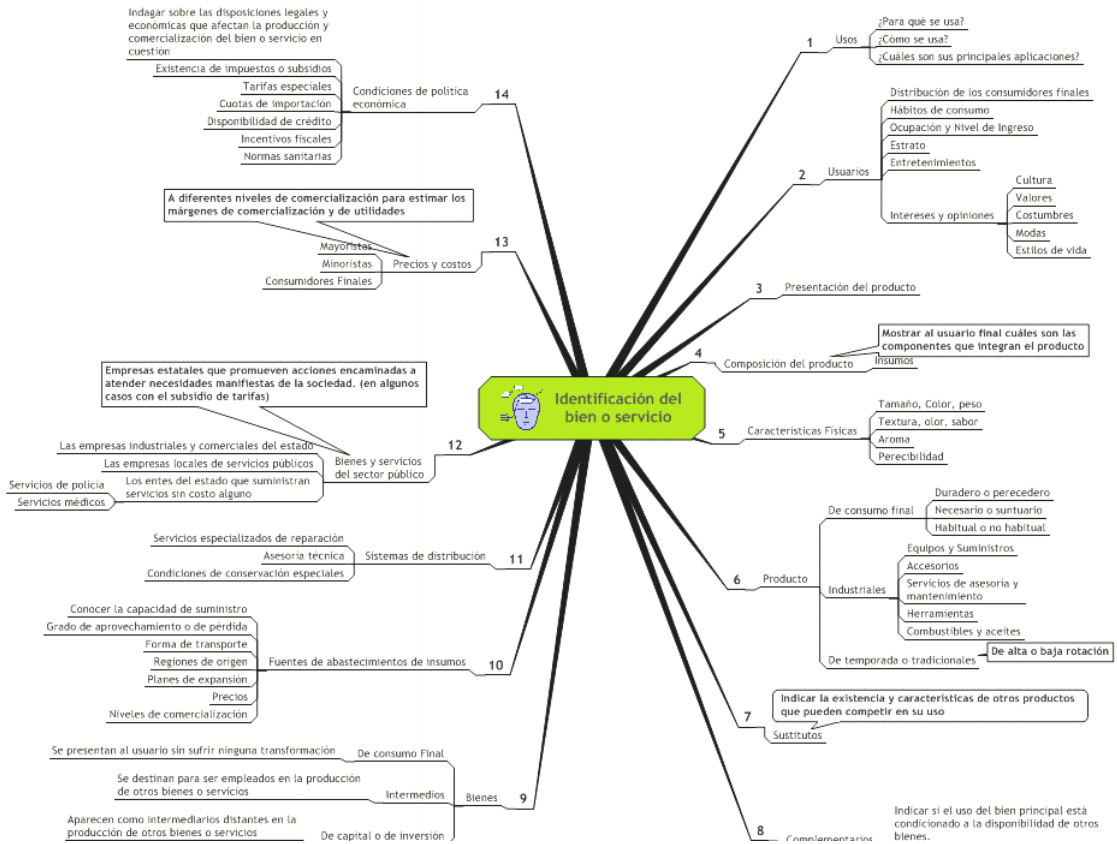 Identificación del
bien o servicio
1
Usos
¿Para qué se usa?
¿Cómo se usa?
¿Cuáles son sus principales aplicaciones?
2
Usuarios
Distribución de los consumidores finales
Hábitos de consumo
Ocupación y Nivel de Ingreso
Estrato
Entretenimientos
Intereses y opiniones
Cultura
Valores
Costumbres
Modas
Estilos de vida
3
Presentación del producto
4
Composición del producto
Mostrar al usuario final cuáles son las
componentes que integran el producto
Insumos
5
Características Físicas
Tamaño, Color, peso
Textura, olor, sabor
Aroma
Perecibilidad
6
Producto
De consumo final
Duradero o perecedero
Necesario o suntuario
Habitual o no habitual
Industriales
Equipos y Suministros
Accesorios
Servicios de asesoria y
mantenimiento
Herramientas
Combustibles y aceites
De temporada o tradicionales
De alta o baja rotación
7
Sustitutos
Indicar la existencia y características de otros productos
que pueden competir en su uso
8
Complementarios
Indicar si el uso del bien principal está
condicionado a la disponibilidad de otros
bienes.
9
Bienes
De consumo Final
Se presentan al usuario sin sufrir ninguna transformación
Intermedios
Se destinan para ser empleados en la producción
de otros bienes o servicios
De capital o de inversión
Aparecen como intermediarios distantes en la
producción de otros bienes o servicios
10
Fuentes de abastecimientos de insumos
Conocer la capacidad de suministro
Grado de aprovechamiento o de pérdida
Forma de transporte
Regiones de origen
Planes de expansión
Precios
Niveles de comercialización
11
Sistemas de distribución
Servicios especializados de reparación
Asesoría técnica
Condiciones de conservación especiales
12
Bienes y servicios
del sector público
Empresas estatales que promueven acciones encaminadas a
atender necesidades manifiestas de la sociedad. (en algunos
casos con el subsidio de tarifas)
Las empresas industriales y comerciales del estado
Las empresas locales de servicios públicos
Los entes del estado que suministran
servicios sin costo alguno
Servicios de policía
Servicios médicos
13
Precios y costos
A diferentes niveles de comercialización para estimar los
márgenes de comercialización y de utilidades
Mayoristas
Minoristas
Consumidores Finales
14
Condiciones de política
económica
Indagar sobre las disposiciones legales y
económicas que afectan la producción y
comercialización del bien o servicio en
cuestión
Existencia de impuestos o subsidios
Tarifas especiales
Cuotas de importación
Disponibilidad de crédito
Incentivos fiscales
Normas sanitarias